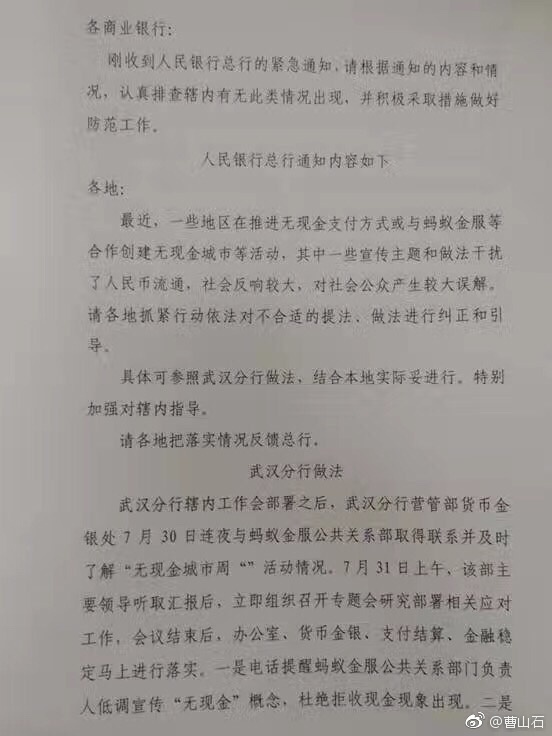 各商业银行：
刚收到人民银行总行的紧急通知，请根据通知的内容和情
况，认真排查辖内有无此类情况出现，并积极采取措施做好
防范工作。
人民银行总行通知内容如下
各地：
最近，一些地区在推进无现金支付方式或与蚂蚁金服等
合作创建无现金城市等活动，其中一些宣传主题和做法干扰
了人民币流通，社会反响较大，对社会公众产生较大误解。
请各地抓紧行动依法对不合适的提法、做法进行纠正和引
导。
具体可参照武汉分行做法，结合本地实际妥进行。特别
加强对辖内指导。
请各地把落实情况反馈总行。
武汉分行做法
武汉分行辖内工作会部署之后，武汉分行营管部货币金
银处 7 月 30 日连夜与蚂蚁金服公共关系部取得联系并及时
了解“无现金城市周“”活动情况。7 月 31 日上午，该部主
要领导听取汇报后，立即组织召开专题会研究部署相关应对
工作，会议结束后，办公室、货币金银、支付结算、金融稳
定马上进行落实。一是电话提醒蚂蚁金服公共关系部门负责
人低调宣传“无现金”概念，杜绝拒收现金现象出现。二是
@曹山石